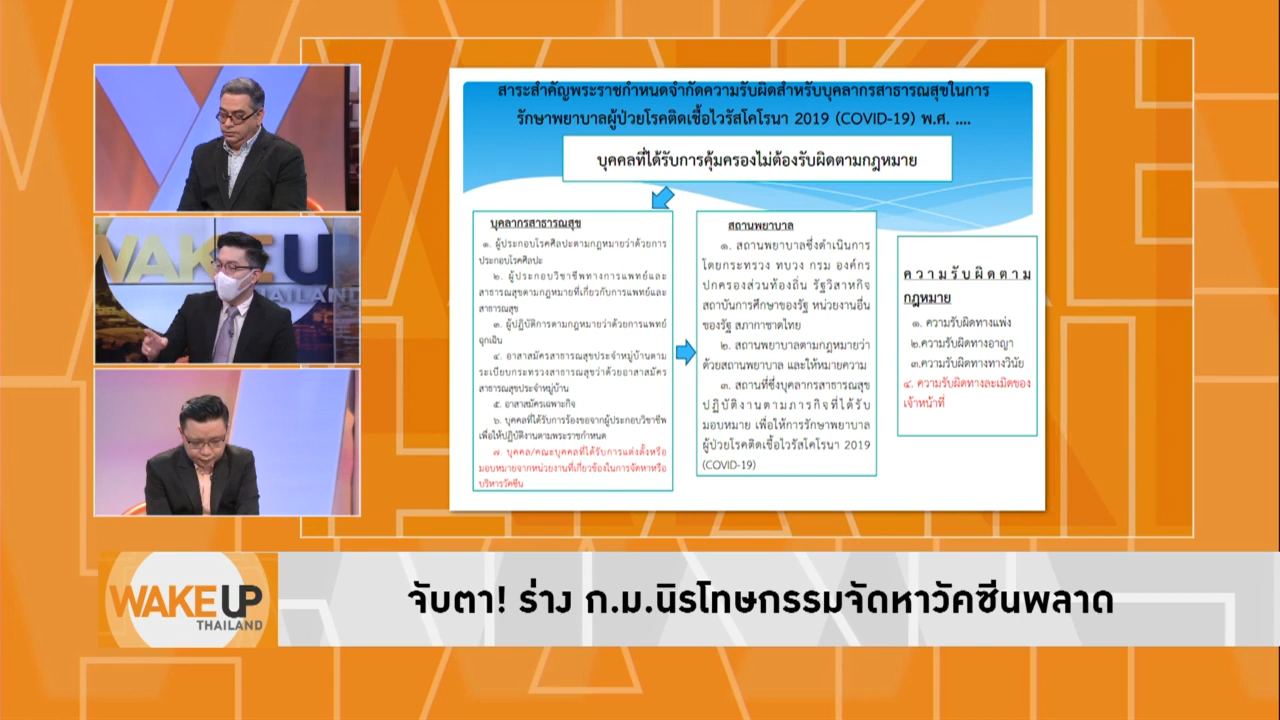 สาระสำคัญพระราชกำหนดจำกัดความรับผิดสำหรับบุคลากรสาธารณสุขในการ
รักษาพยาบาลผู้ป่วยโรคติดเชื้อไวรัสโคโรนา 2019 (COVID-19) พ.ศ. ....
บุคคลที่ได้รับการคุ้มครองไม่ต้องรับผิดตามกฎหมาย
บุคลากรสาธารณสุข
๑. ผู้ประกอบโรคศิลปะตามกฎหมายว่าด้วยการ
ประกอบโรคศิลปะ
๒. ผู้ประกอบวิชาชีพทางการแพทย์และ
สาธารณสุขตามกฎหมายที่เกี่ยวกับการแพทย์และ
สาธารณสุข
๓. ผู้ปฏิบัติการตามกฎหมายว่าด้วยการแพทย์
ฉุกเฉิน
๔. อาสาสมัครสาธารณสุขประจำหมู่บ้านตาม
ระเบียบกระทรวงสาธารณสุขว่าด้วยอาสาสมัคร
สาธารณสุขประจำหมู่บ้าน
๕. อาสาสมัครเฉพาะกิจ
๖. บุคคลที่ได้รับการร้องขอจากผู้ประกอบวิชาชีพ
เพื่อให้ปฏิบัติงานตามพระราชกำหนด
๗. บุคคล/คณะบุคคลที่ได้รับการแต่งตั้งหรือ
มอบหมายจากหน่วยงานที่เกี่ยวข้องในการจัดหาหรือ
บริหารวัคซีน
สถานพยาบาล
๑. สถานพยาบาลซึ่งดำเนินการ
โดยกระทรวง ทบวง กรม องค์กร
ปกครองส่วนท้องถิ่น รัฐวิสาหกิจ
สถาบันการศึกษาของรัฐ หน่วยงานอื่น
ของรัฐ สภากาชาดไทย
๒. สถานพยาบาลตามกฎหมายว่า
ด้วยสถานพยาบาล และให้หมายความ
๓. สถานที่ซึ่งบุคลากรสาธารณสุข
ปฏิบัติงานตามภารกิจที่ได้รับ
มอบหมาย เพื่อให้การรักษาพยาบาล
ผู้ป่วยโรคติดเชื้อไวรัสโคโรนา 2019
(COVID-19)
ความรับผิดตาม
กฎหมาย
๑. ความรับผิดทางแพ่ง
๒.ความรับผิดทางอาญา
๓.ความรับผิดทางทางวินัย
๔. ความรับผิดทางละเมิดของ
เจ้าหน้าที่
WAKE UP
THAILAND
WAKE UP
THAILAND
จับตา! ร่าง ก.ม.นิรโทษกรรมจัดหาวัคซีนพลาด